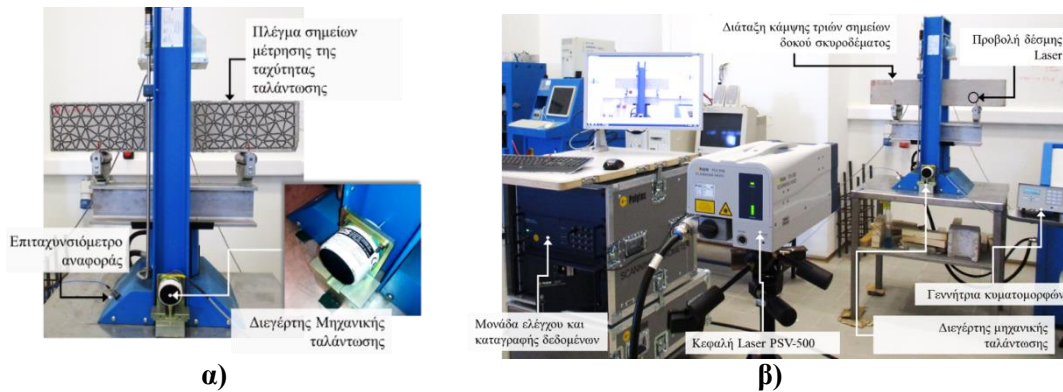 Πλέγμα σημείων
μέτρησης της
ταχύτητας
ταλάντωσης
Επιταχυνσιόμετρο
αναφοράς
Διεγέρτης Μηχανικής
ταλάντωσης
α)
Διάταξη κάμψης τριών σημείων
δοκού σκυροδέματος
Προβολή δέσμης
Laser
Polytec
Μονάδα ελέγχου και
καταγραφής δεδομένων
Κεφαλή Laser PSV-500
Γεννήτρια κυματομορφών
Διεγέρτης μηχανικής
ταλάντωσης
β)